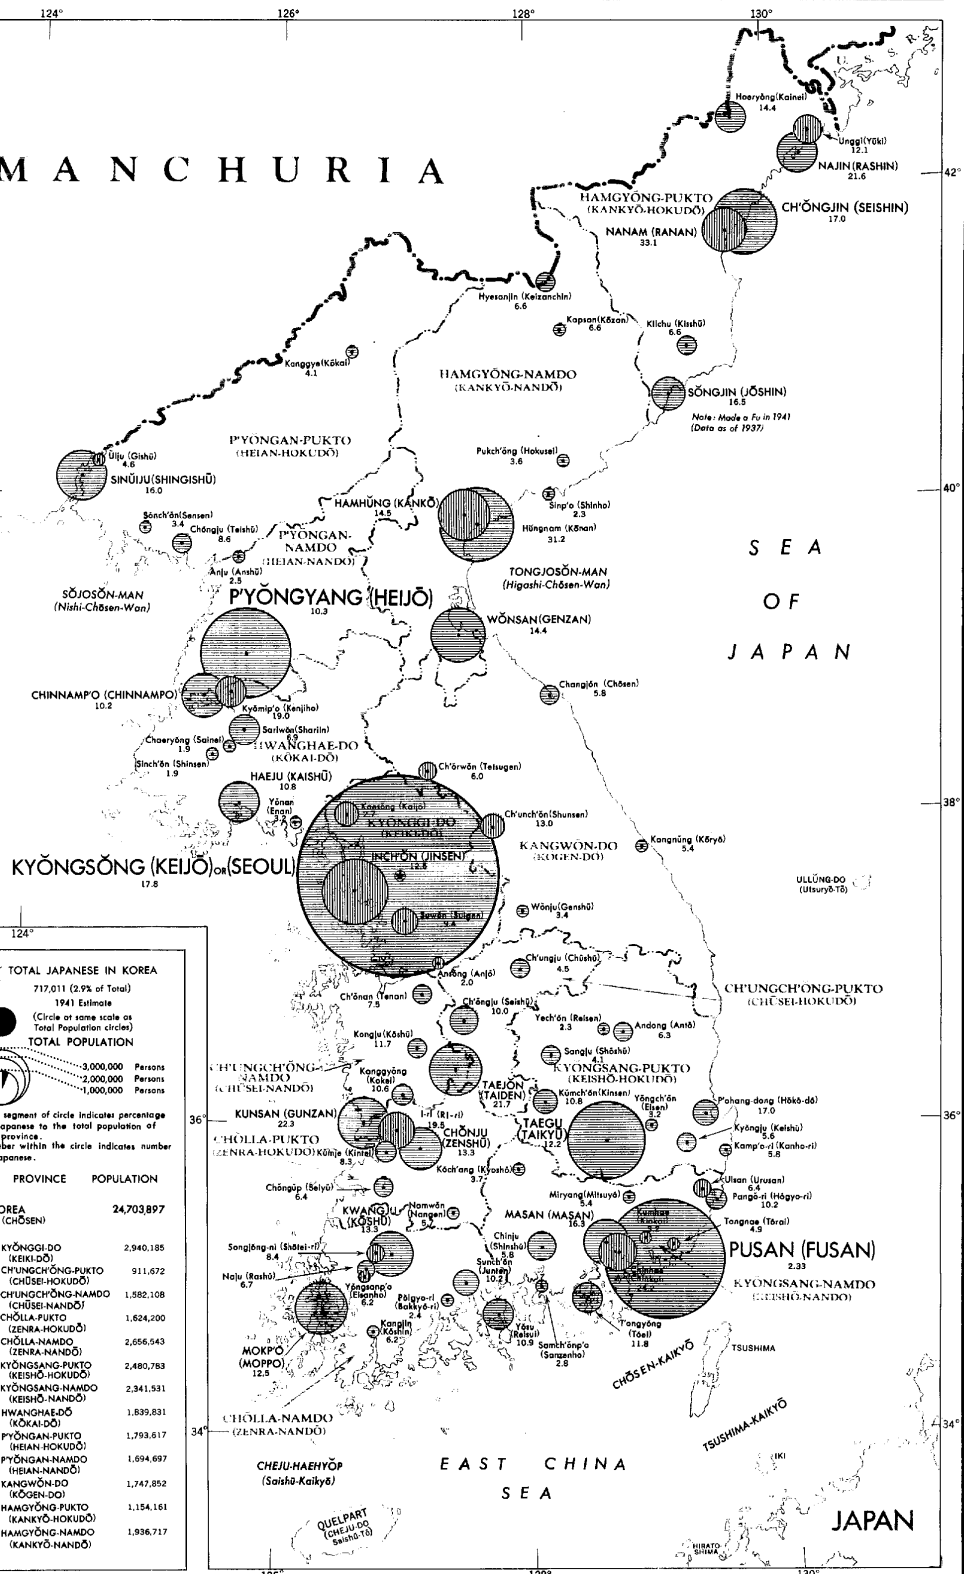 124°
126°
128°
130°
U. S. S. R.
MANCHURIA
Hoeryŏng (Kainei)
14.4
Unggi (Yūki)
12.1
NAJIN (RASHIN)
21.6
42°
HAMGYŎNG-PUKTO
(KANKYŌ-HOKUDŌ)
CH'ŎNGJIN (SEISHIN)
17.0
NANAM (RANAN)
33.1
Hyesanjin (Keizanchin)
6.6
Kapsan (Kōzan)
6.6
Kilchu (Kisshū)
6.6
Kanggye (Kōkai)
4.1
HAMGYŎNG-NAMDO
(KANKYŌ-NANDŌ)
SŎNGJIN (JŌSHIN)
16.5
Note: Made a Fu in 1941
(Data as of 1937)
P'YŎNGAN-PUKTO
(HEIAN-HOKUDŌ)
Ŭiju (Gishū)
4.6
SINŬIJU (SHINGISHŪ)
16.0
Pukch'ŏng (Hokusei)
3.6
40°
Sinp'o (Shinho)
2.3
HAMHŬNG (KANKŌ)
14.5
Hŭngnam (Kōnan)
31.2
Sŏnch'ŏn (Sensen)
3.4
Chŏngju (Teishū)
8.6
P'YŎNGAN-
NAMDO
(HEIAN-NANDŌ)
Anju (Anshū)
2.5
TONGJOSŎN-MAN
(Higashi-Chōsen-Wan)
SŎJOSŎN-MAN
(Nishi-Chōsen-Wan)
P'YŎNGYANG (HEIJŌ)
10.3
WŎNSAN (GENZAN)
14.4
SEA
OF
JAPAN
CHINNAMP'O (CHINNAMPO)
10.2
Changjŏn (Chōsen)
5.8
Kyŏmip'o (Kenjiho)
19.0
Sariwŏn (Shariin)
6.9
Chaeryŏng (Sainei)
1.9
Sinch'ŏn (Shinsen)
1.9
HWANGHAE-DO
(KŌKAI-DŌ)
HAEJU (KAISHŪ)
10.8
Yŏnan
(Enan)
3.2
Ch'ŏrwŏn (Tetsugen)
6.0
38°
Kaesŏng (Kaijō)
2.7
KYŎNGGI-DO
(KEIKI-DŌ)
Ch'unch'ŏn (Shunsen)
13.0
Kangnŭng (Kōryō)
5.4
KANGWŎN-DO
(KŌGEN-DO)
INCH'ŎN (JINSEN)
12.6
KYŎNGSŎNG (KEIJŌ) OR (SEOUL)
17.8
ULLŬNG-DO
(Utsuryō-Tō)
Suwŏn (Suigen)
9.4
Wŏnju (Genshū)
3.4
124°
Ansŏng (Anjō)
2.0
Ch'ungju (Chūshū)
4.5
CH'UNGCH'ŎNG-PUKTO
(CHŪSEI-HOKUDŌ)
Ch'ŏnan (Tenan)
7.5
Ch'ŏngju (Seishū)
10.0
Yech'ŏn (Reisen)
2.3
Andong (Antō)
6.3
Kongju (Kōshū)
11.7
Sangju (Shōshū)
4.1
KYŎNGSANG-PUKTO
(KEISHŌ-HOKUDŌ)
CH'UNGCH'ŎNG-
NAMDO
(CHŪSEI-NANDŌ)
Kanggyŏng
(Kokei)
10.6
TAEJŎN
(TAIDEN)
21.7
Kŭmch'ŏn (Kinsen)
10.8
Yŏngch'ŏn
(Eisen)
3.2
P'ohang-dong (Hōkō-dō)
17.0
KUNSAN (GUNZAN)
22.3
I-ri (Ri-ri)
19.5
TAEGU
(TAIKYŪ)
12.2
Kyŏngju (Keishū)
5.6
36°
36°
CHŎNJU
(ZENSHŪ)
13.3
CHŎLLA-PUKTO
(ZENRA-HOKUDŌ)
Kimje (Kintei)
8.3
Kamp'o-ri (Kanho-ri)
5.8
Kŏch'ang (Kyoshō)
3.7
Chŏngŭp (Seiyū)
6.4
Ulsan (Urusan)
6.4
Miryang (Mitsuyō)
5.4
Pangŏ-ri (Hōgyo-ri)
10.2
KWANGJU
(KŌSHŪ)
13.3
Namwŏn
(Nangen)
MASAN (MASAN)
16.3
Tongnae (Tōrai)
4.9
Songjŏng-ni (Shōtei-ri)
8.4
Chinju
(Shinshū)
5.8
PUSAN (FUSAN)
2.33
Naju (Rashū)
6.7
Sunch'ŏn
(Junten)
10.2
KYŎNGSANG-NAMDO
(KEISHŌ-NANDŌ)
Yŏngsanp'o
(Eisanho)
6.2
Pŏlgyo-ri
(Bakkyō-ri)
2.4
Kangjin
(Kōshin)
6.2
Yŏsu
(Reisui)
10.9
Tongyŏng
(Tōei)
11.8
Samch'ŏnp'o
(Sanzenho)
2.8
MOKP'O
(MOPPO)
12.5
CHŌSEN-KAIKYŌ
TSUSHIMA
CHŎLLA-NAMDO
(ZENRA-NANDŌ)
TSUSHIMA-KAIKYŌ
34°
34°
IKI
CHEJU-HAEHYŎP
(Saishū-Kaikyō)
EAST CHINA
SEA
QUELPART
(CHEJU-DO
Saishū-Tō)
JAPAN
HIRATO
SHIMA
126°
128°
130°
TOTAL JAPANESE IN KOREA
717,011 (2.9% of Total)
1941 Estimate
(Circle at same scale as
Total Population circles)
TOTAL POPULATION
3,000,000 Persons
2,000,000 Persons
1,000,000 Persons
segment of circle indicates percentage
apanese to the total population of
province.
ber within the circle indicates number
apanese.
PROVINCE POPULATION
OREA 24,703,897
(CHŌSEN)
KYŎNGGI-DO 2,940,185
(KEIKI-DŌ)
CH'UNGCH'ŎNG-PUKTO 911,672
(CHŪSEI-HOKUDŌ)
CH'UNGCH'ŎNG-NAMDO 1,582,108
(CHŪSEI-NANDŌ)
CHŎLLA-PUKTO 1,624,200
(ZENRA-HOKUDŌ)
CHŎLLA-NAMDO 2,656,543
(ZENRA-NANDŌ)
KYŎNGSANG-PUKTO 2,480,783
(KEISHŌ-HOKUDŌ)
KYŎNGSANG-NAMDO 2,341,531
(KEISHŌ-NANDŌ)
HWANGHAE-DŌ 1,839,831
(KŌKAI-DŌ)
P'YŎNGAN-PUKTO 1,793,617
(HEIAN-HOKUDŌ)
P'YŎNGAN-NAMDO 1,694,697
(HEIAN-NANDŌ)
KANGWŎN-DO 1,747,852
(KŌGEN-DO)
HAMGYŎNG-PUKTO 1,154,161
(KANKYŌ-HOKUDŌ)
HAMGYŎNG-NAMDO 1,936,717
(KANKYŌ-NANDŌ)